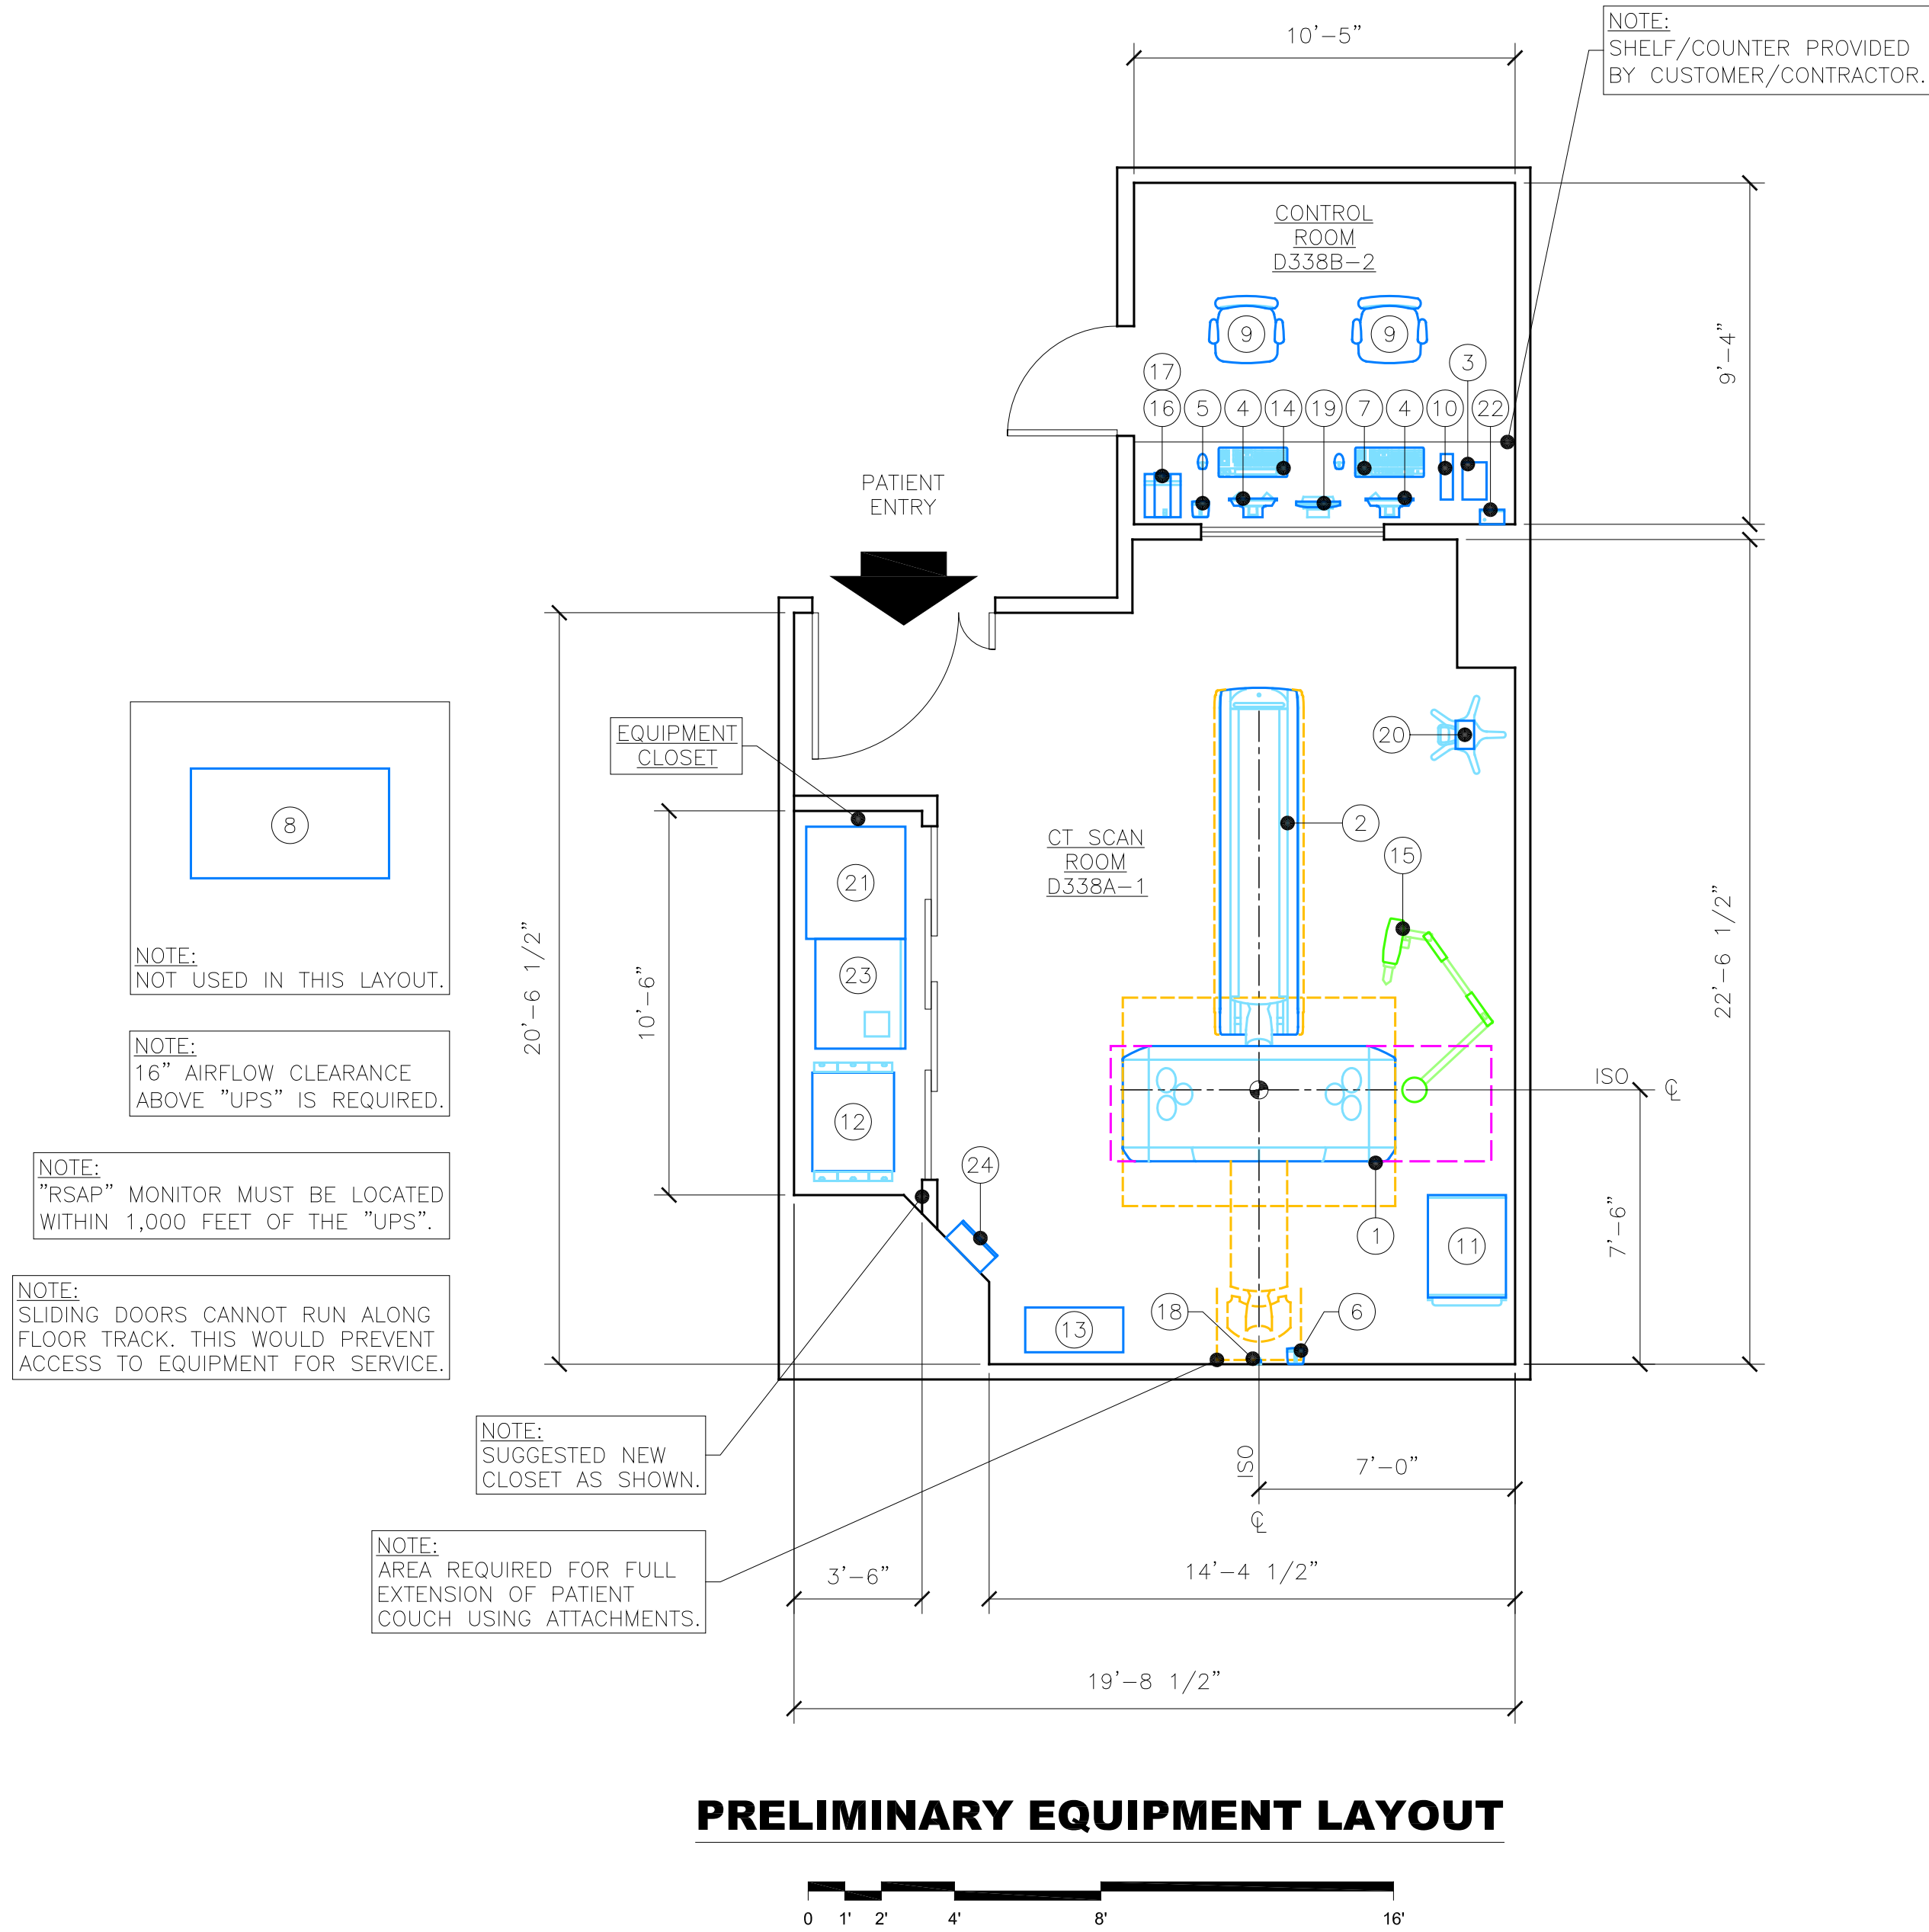 10'-5"
NOTE:
SHELF/COUNTER PROVIDED
BY CUSTOMER/CONTRACTOR.
CONTROL
ROOM
D338B-2
9 9
9'-4"
3
17
16 5 4 14 19 7 4 10 22
PATIENT
ENTRY
EQUIPMENT
CLOSET
20
8
2
CT SCAN
ROOM
D338A-1
15
21
NOTE:
NOT USED IN THIS LAYOUT.
20'-6 1/2"
10'-6"
23
22'-6 1/2"
NOTE:
16" AIRFLOW CLEARANCE
ABOVE "UPS" IS REQUIRED.
ISO ℄
12
NOTE:
"RSAP" MONITOR MUST BE LOCATED
WITHIN 1,000 FEET OF THE "UPS".
24
1
11
7'-6"
NOTE:
SLIDING DOORS CANNOT RUN ALONG
FLOOR TRACK. THIS WOULD PREVENT
ACCESS TO EQUIPMENT FOR SERVICE.
13
18
6
NOTE:
SUGGESTED NEW
CLOSET AS SHOWN.
ISO
7'-0"
℄
NOTE:
AREA REQUIRED FOR FULL
EXTENSION OF PATIENT
COUCH USING ATTACHMENTS.
3'-6"
14'-4 1/2"
19'-8 1/2"
PRELIMINARY EQUIPMENT LAYOUT
0 1' 2' 4' 8' 16'